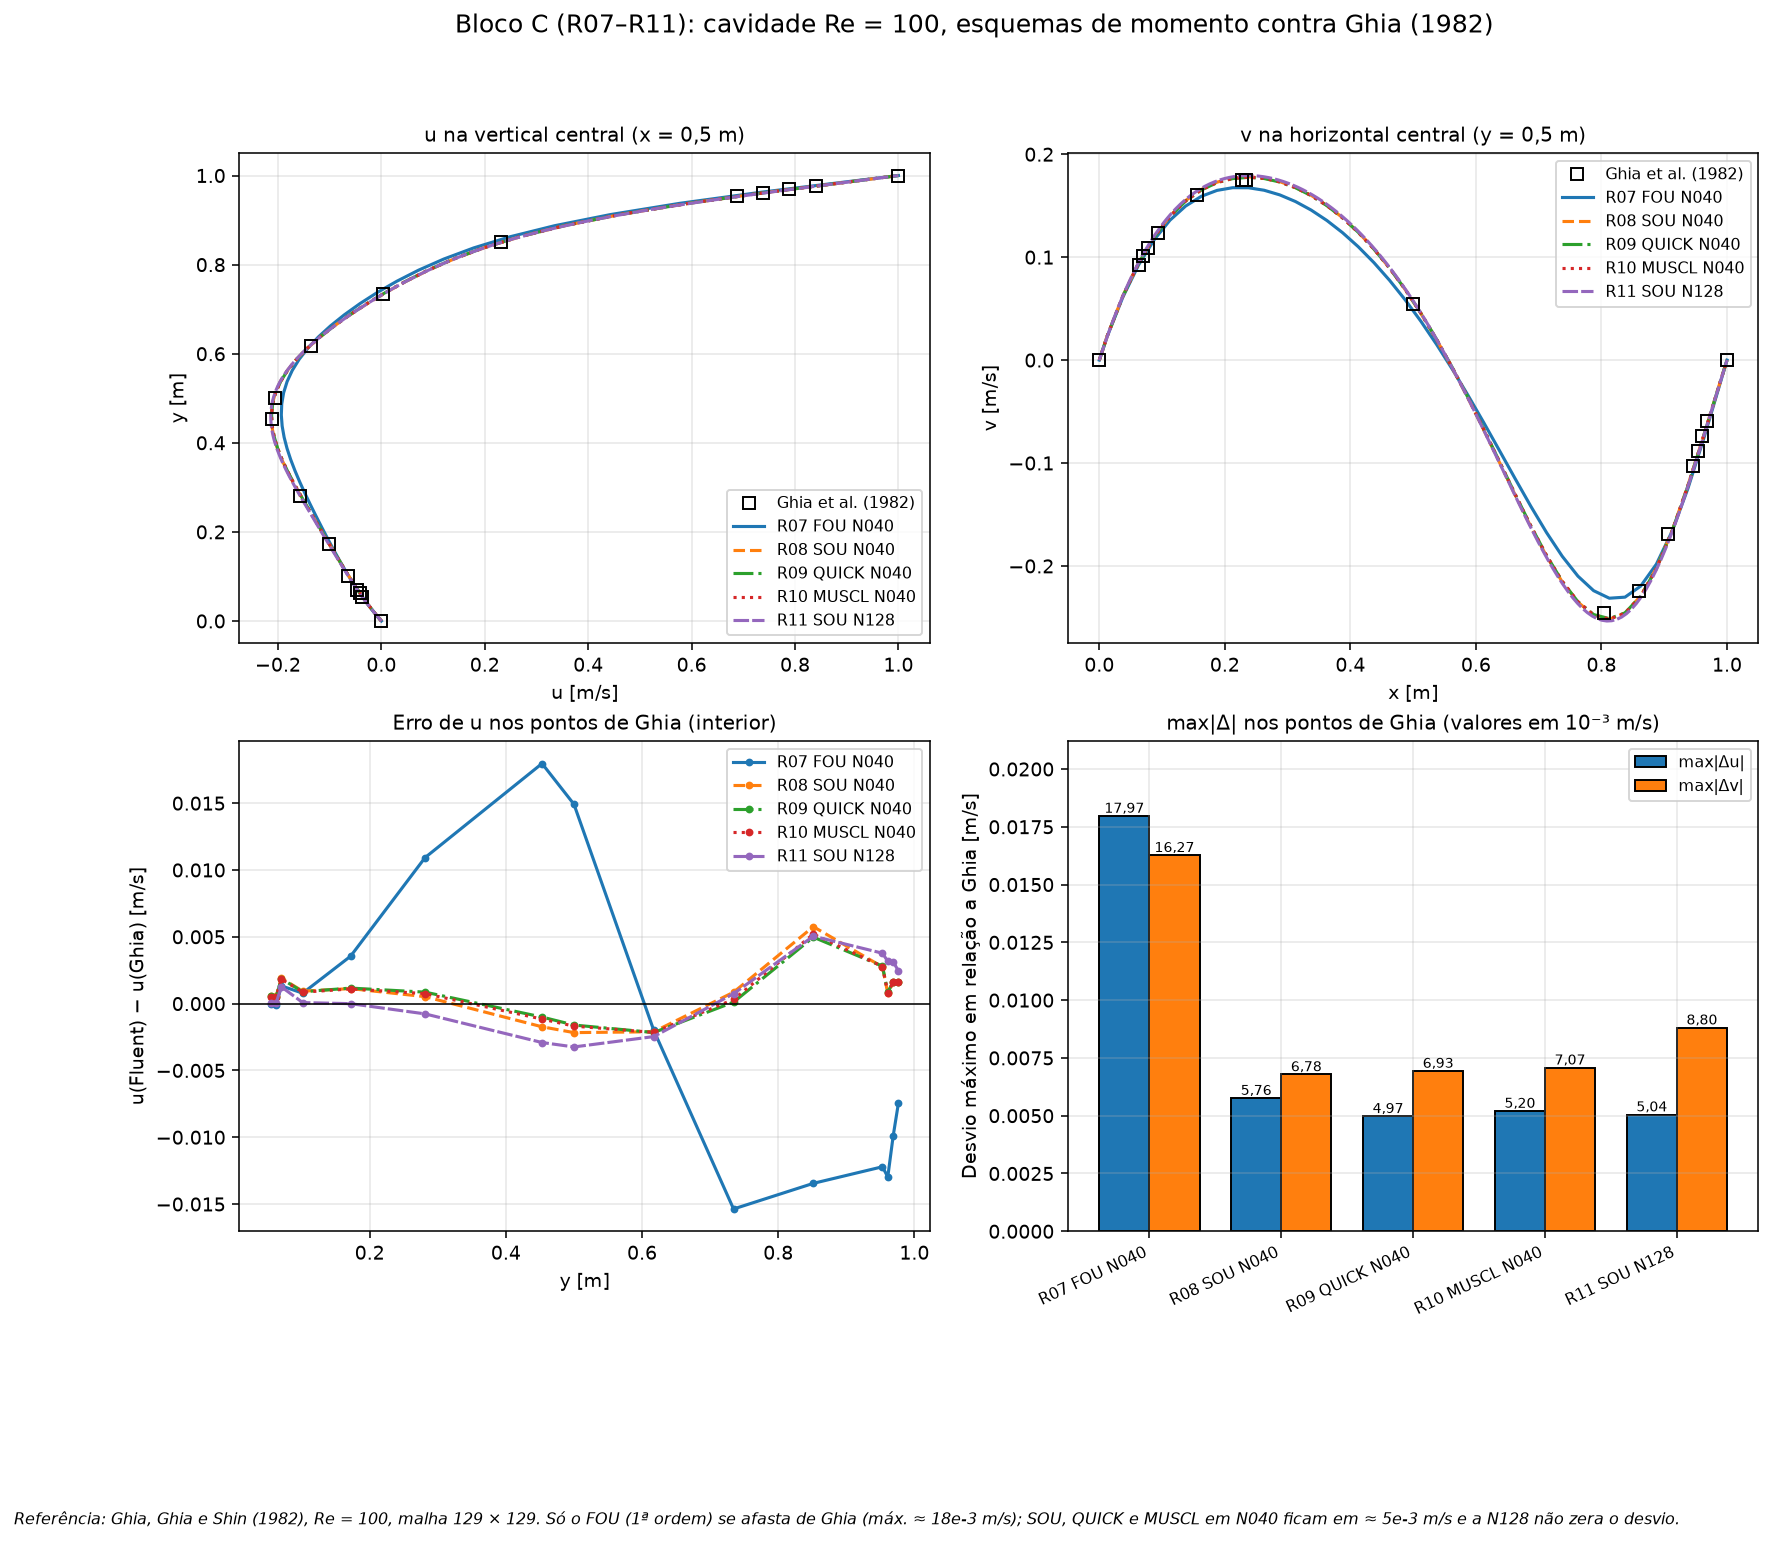 Bloco C (R07–R11): cavidade Re = 100, esquemas de momento contra Ghia (1982)
u na vertical central (x = 0,5 m)
1.0
0.8
0.6
0.4
0.2
0.0
y [m]
−0.2
0.0
0.2
0.4
0.6
0.8
1.0
u [m/s]
Ghia et al. (1982)
R07 FOU N040
R08 SOU N040
R09 QUICK N040
R10 MUSCL N040
R11 SOU N128
v na horizontal central (y = 0,5 m)
0.2
0.1
0.0
−0.1
−0.2
v [m/s]
0.0
0.2
0.4
0.6
0.8
1.0
x [m]
Ghia et al. (1982)
R07 FOU N040
R08 SOU N040
R09 QUICK N040
R10 MUSCL N040
R11 SOU N128
Erro de u nos pontos de Ghia (interior)
0.015
0.010
0.005
0.000
−0.005
−0.010
−0.015
u(Fluent) − u(Ghia) [m/s]
0.2
0.4
0.6
0.8
1.0
y [m]
R07 FOU N040
R08 SOU N040
R09 QUICK N040
R10 MUSCL N040
R11 SOU N128
max|Δ| nos pontos de Ghia (valores em 10⁻³ m/s)
0.0200
0.0175
0.0150
0.0125
0.0100
0.0075
0.0050
0.0025
0.0000
Desvio máximo em relação a Ghia [m/s]
max|Δu|
max|Δv|
17,97
16,27
5,76
6,78
4,97
6,93
5,20
7,07
5,04
8,80
R07 FOU N040
R08 SOU N040
R09 QUICK N040
R10 MUSCL N040
R11 SOU N128
Referência: Ghia, Ghia e Shin (1982), Re = 100, malha 129 × 129. Só o FOU (1ª ordem) se afasta de Ghia (máx. ≈ 18e-3 m/s); SOU, QUICK e MUSCL em N040 ficam em ≈ 5e-3 m/s e a N128 não zera o desvio.